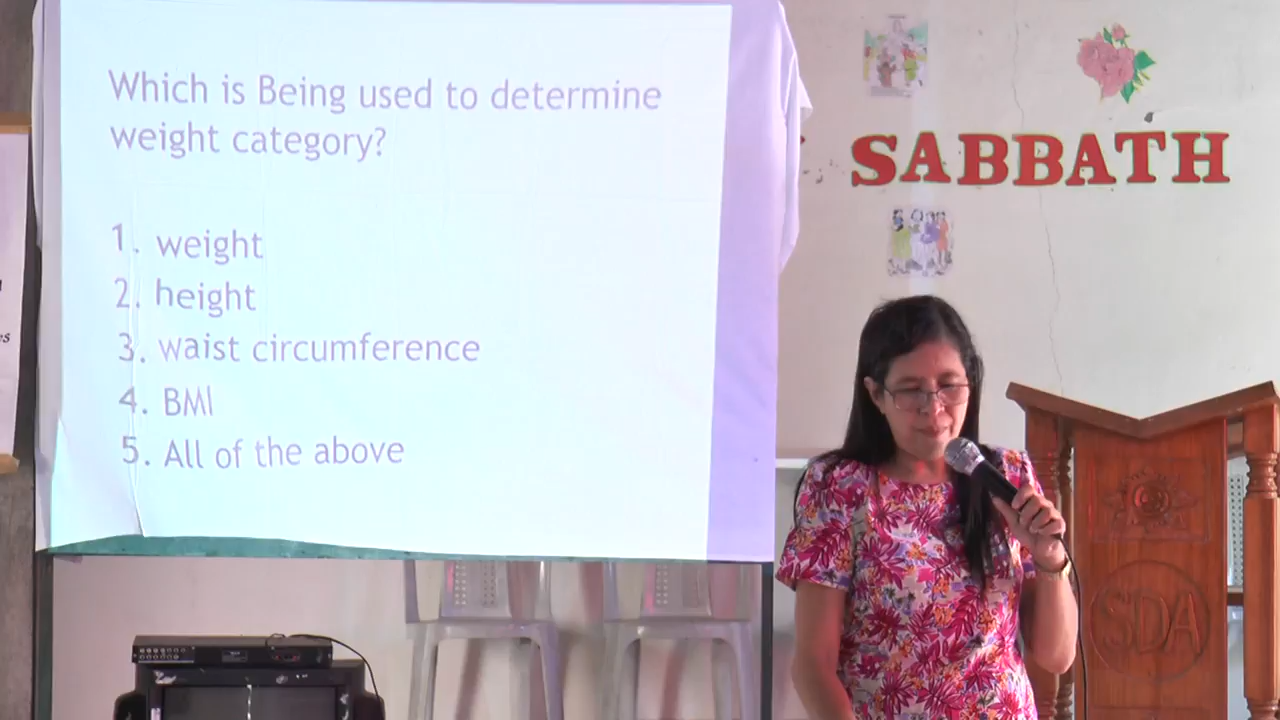 Which is Being used to determine
weight category?
1. weight
2. height
3. waist circumference
4. BMI
5. All of the above
SABBATH
SDA